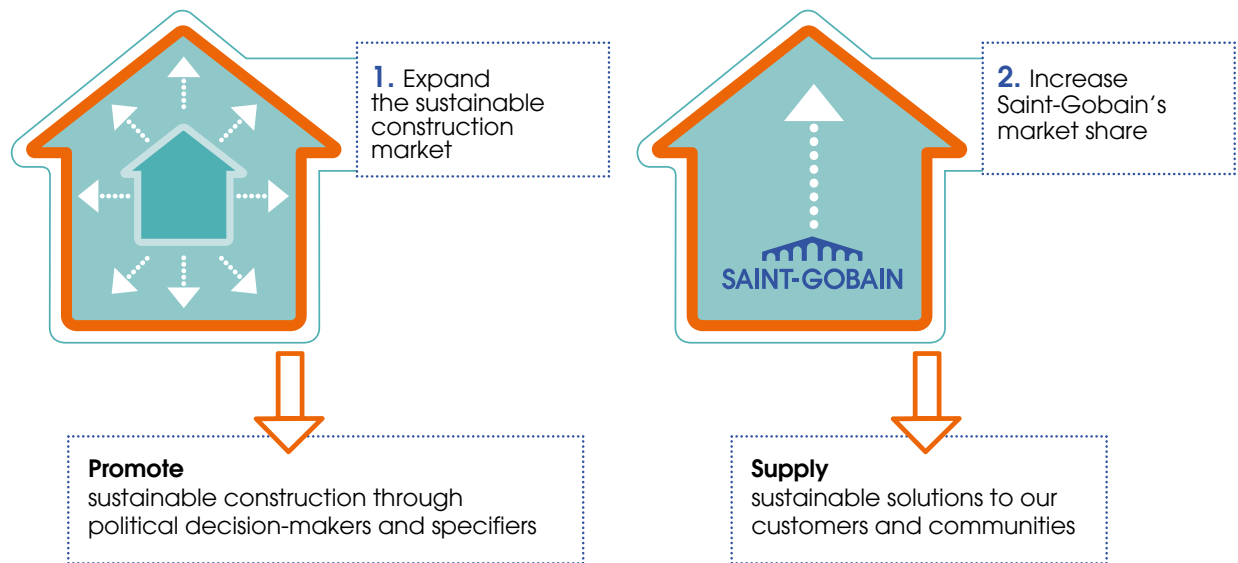 1. Expand
the sustainable
construction
market
2. Increase
Saint-Gobain's
market share
SAINT-GOBAIN
Promote
sustainable construction through
political decision-makers and specifiers
Supply
sustainable solutions to our
customers and communities